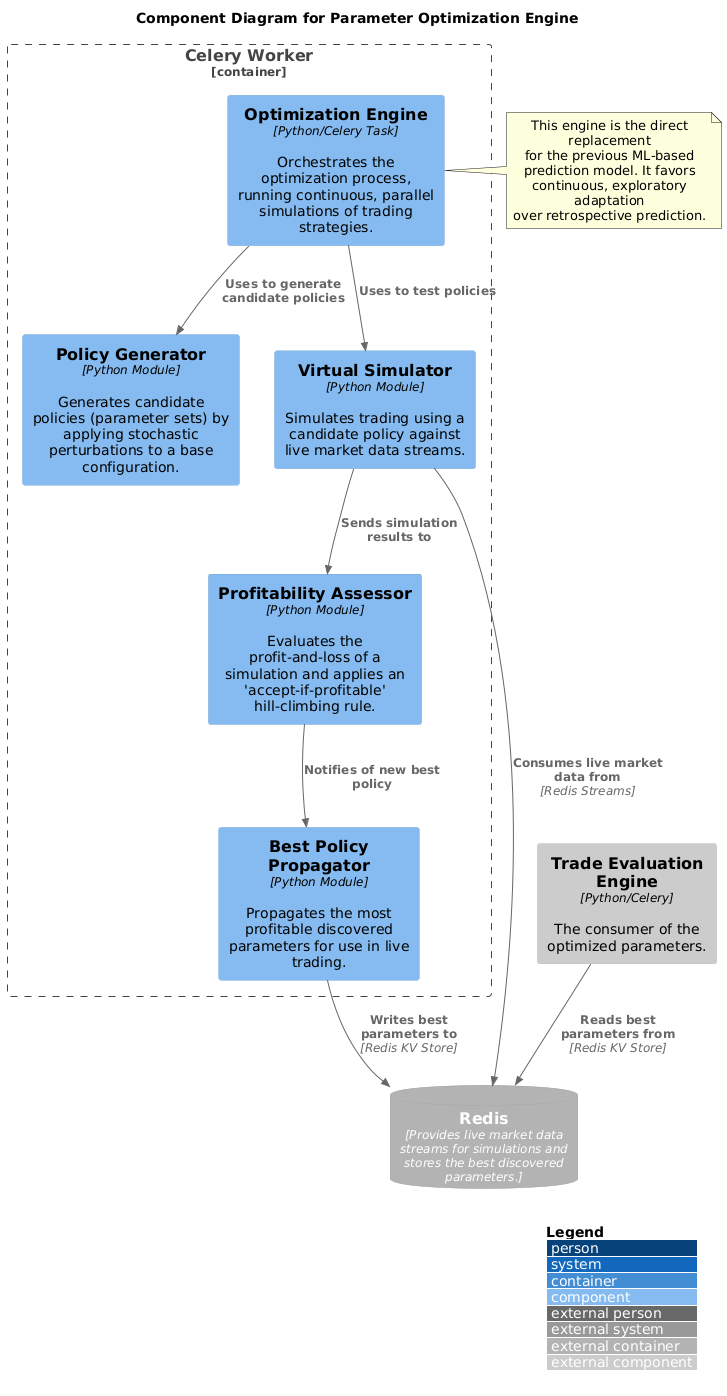 Component Diagram for Parameter Optimization Engine
Celery Worker
[container]
Optimization Engine
[Python/Celery Task]
Orchestrates the
optimization process,
running continuous, parallel
simulations of trading
strategies.
This engine is the direct
replacement
for the previous ML-based
prediction model. It favors
continuous, exploratory
adaptation
over retrospective prediction.
Uses to generate
candidate policies
Uses to test policies
Policy Generator
[Python Module]
Generates candidate
policies (parameter sets) by
applying stochastic
perturbations to a base
configuration.
Virtual Simulator
[Python Module]
Simulates trading using a
candidate policy against
live market data streams.
Sends simulation
results to
Profitability Assessor
[Python Module]
Evaluates the
profit-and-loss of a
simulation and applies an
'accept-if-profitable'
hill-climbing rule.
Notifies of new best
policy
Consumes live market
data from
[Redis Streams]
Best Policy
Propagator
[Python Module]
Propagates the most
profitable discovered
parameters for use in live
trading.
Trade Evaluation
Engine
[Python/Celery]
The consumer of the
optimized parameters.
Writes best
parameters to
[Redis KV Store]
Reads best
parameters from
[Redis KV Store]
Redis
[Provides live market data
streams for simulations and
stores the best discovered
parameters.]
Legend
person
system
container
component
external person
external system
external container
external component